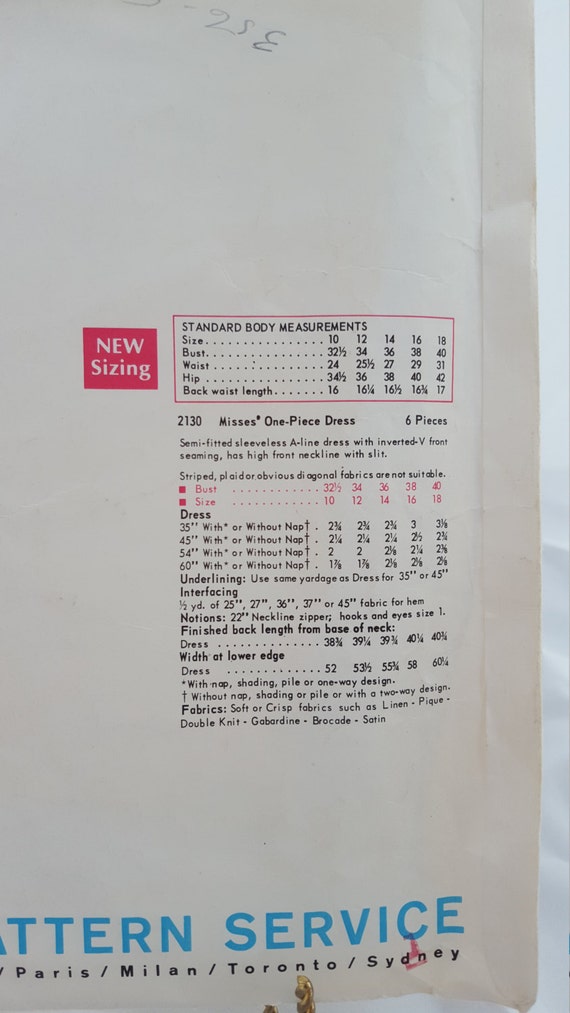 NEW
Sizing
STANDARD BODY MEASUREMENTS
Size................ 10 12 14 16 18
Bust................ 32½ 34 36 38 40
Waist ............... 24 25½ 27 29 31
Hip ................ 34½ 36 38 40 42
Back waist length....... 16 16¼ 16½ 16¾ 17
2130 Misses' One-Piece Dress 6 Pieces
Semi-fitted sleeveless A-line dress with inverted-V front
seaming, has high front neckline with slit.
Striped, plaid or obvious diagonal fabrics are not suitable.
■ Bust ............ 32½ 34 36 38 40
■ Size ............ 10 12 14 16 18
Dress
35" With* or Without Nap† . 2¾ 2¾ 2¾ 3 3⅛
45" With* or Without Nap† . 2¼ 2¼ 2¼ 2½ 2¾
54" With* or Without Nap† . 2 2 2⅛ 2¼ 2⅜
60" With* or Without Nap† . 1⅞ 1⅞ 2⅛ 2⅛ 2⅛
Underlining: Use same yardage as Dress for 35" or 45"
Interfacing
½ yd. of 25", 27", 36", 37" or 45" fabric for hem
Notions: 22" Neckline zipper; hooks and eyes size 1.
Finished back length from base of neck:
Dress .............. 38¾ 39¼ 39¾ 40¼ 40¾
Width at lower edge
Dress ............. 52 53½ 55¾ 58 60¼
*With nap, shading, pile or one-way design.
† Without nap, shading or pile or with a two-way design.
Fabrics: Soft or Crisp fabrics such as Linen - Pique -
Double Knit - Gabardine - Brocade - Satin
ATTERN SERVICE
/ Paris / Milan / Toronto / Sydney